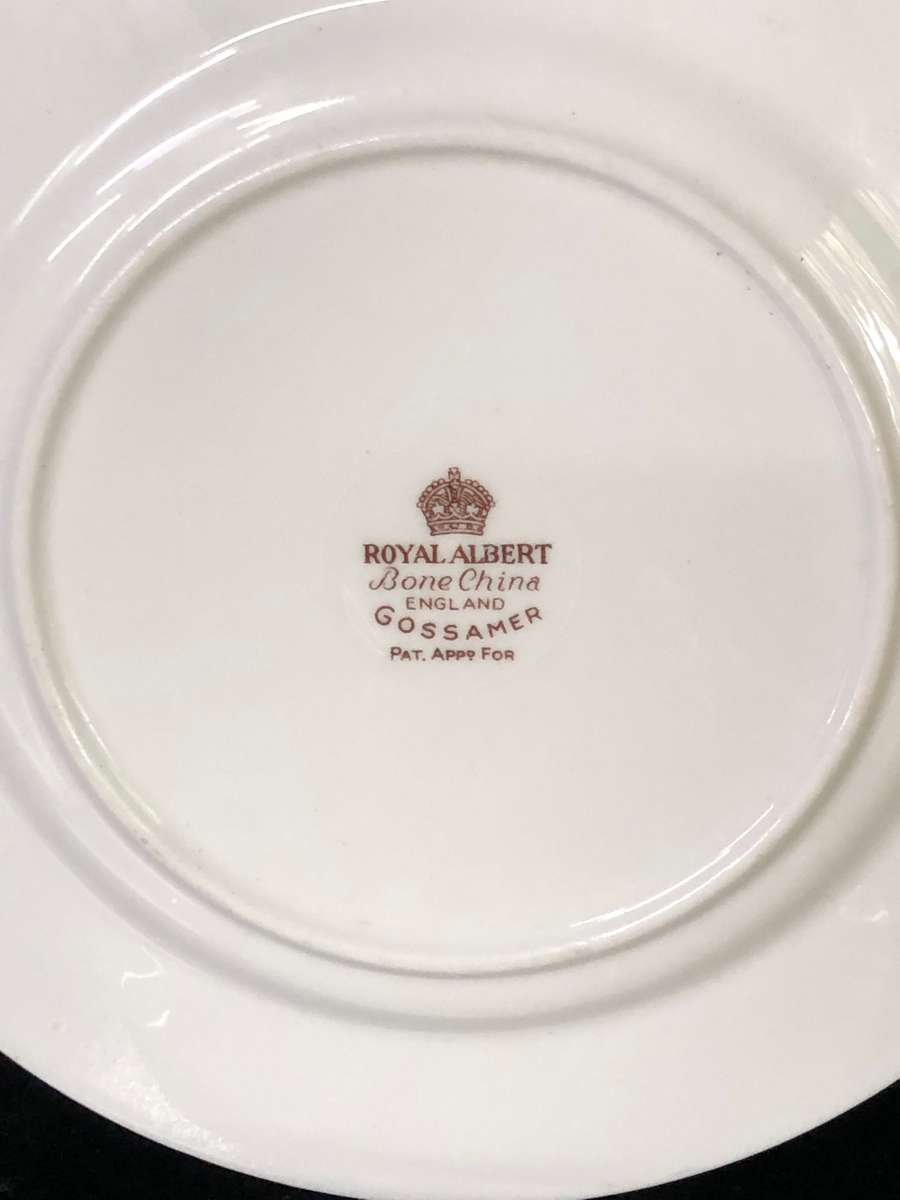 ROYAL ALBERT
Bone China
ENGLAND
GOSSAMER
PAT. APPD FOR